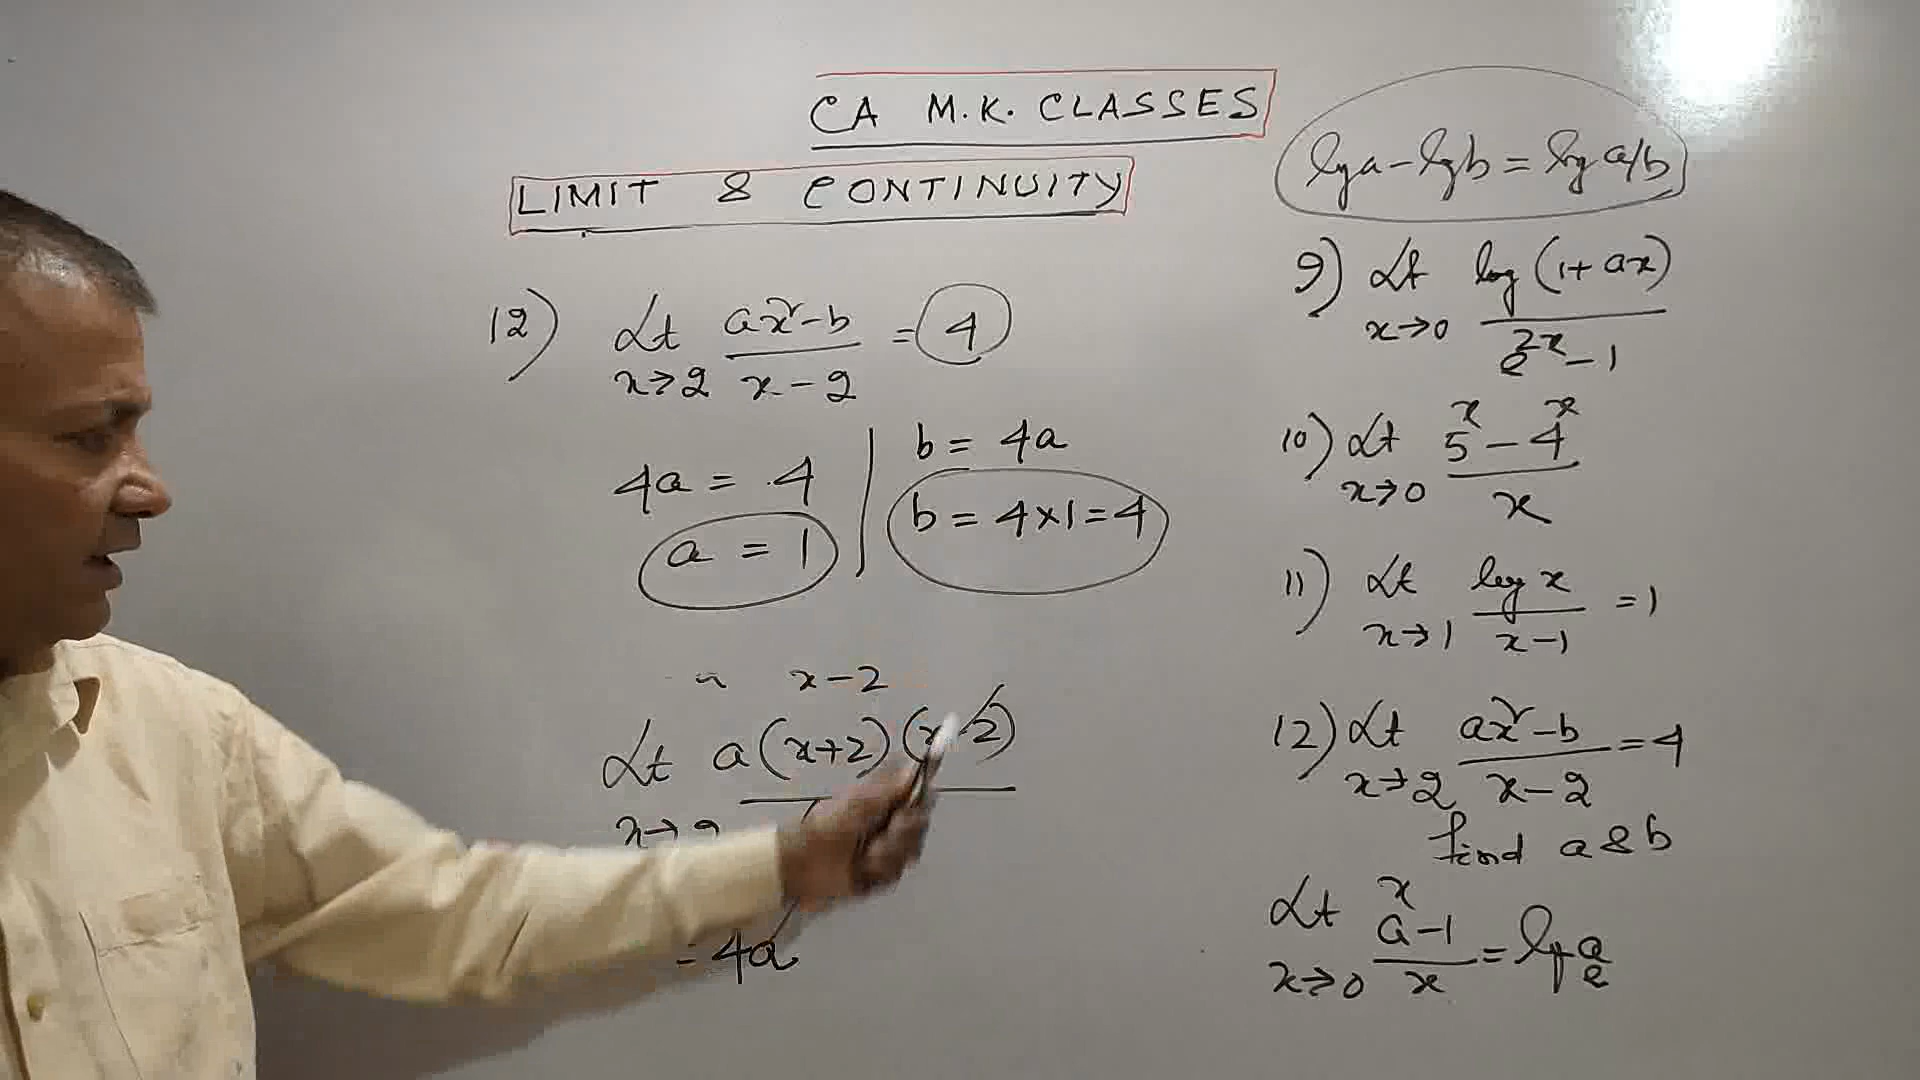 CA M.K. CLASSES
LIMIT & CONTINUITY
12) Lt ax²-b / x-2 = 4
x→2
4a = 4
a = 1
b = 4a
b = 4×1=4
x-2
Lt a(x+2)(x-2)
x→2
= 4a
log a - log b = log a/b
9) Lt log(1+ax) / e^2x - 1
x→0
10) Lt 5^x - 4^x / x
x→0
11) Lt log x / x-1 = 1
x→1
12) Lt ax²-b / x-2 = 4
x→2
find a & b
Lt a^x-1 / x = log_e a
x→0